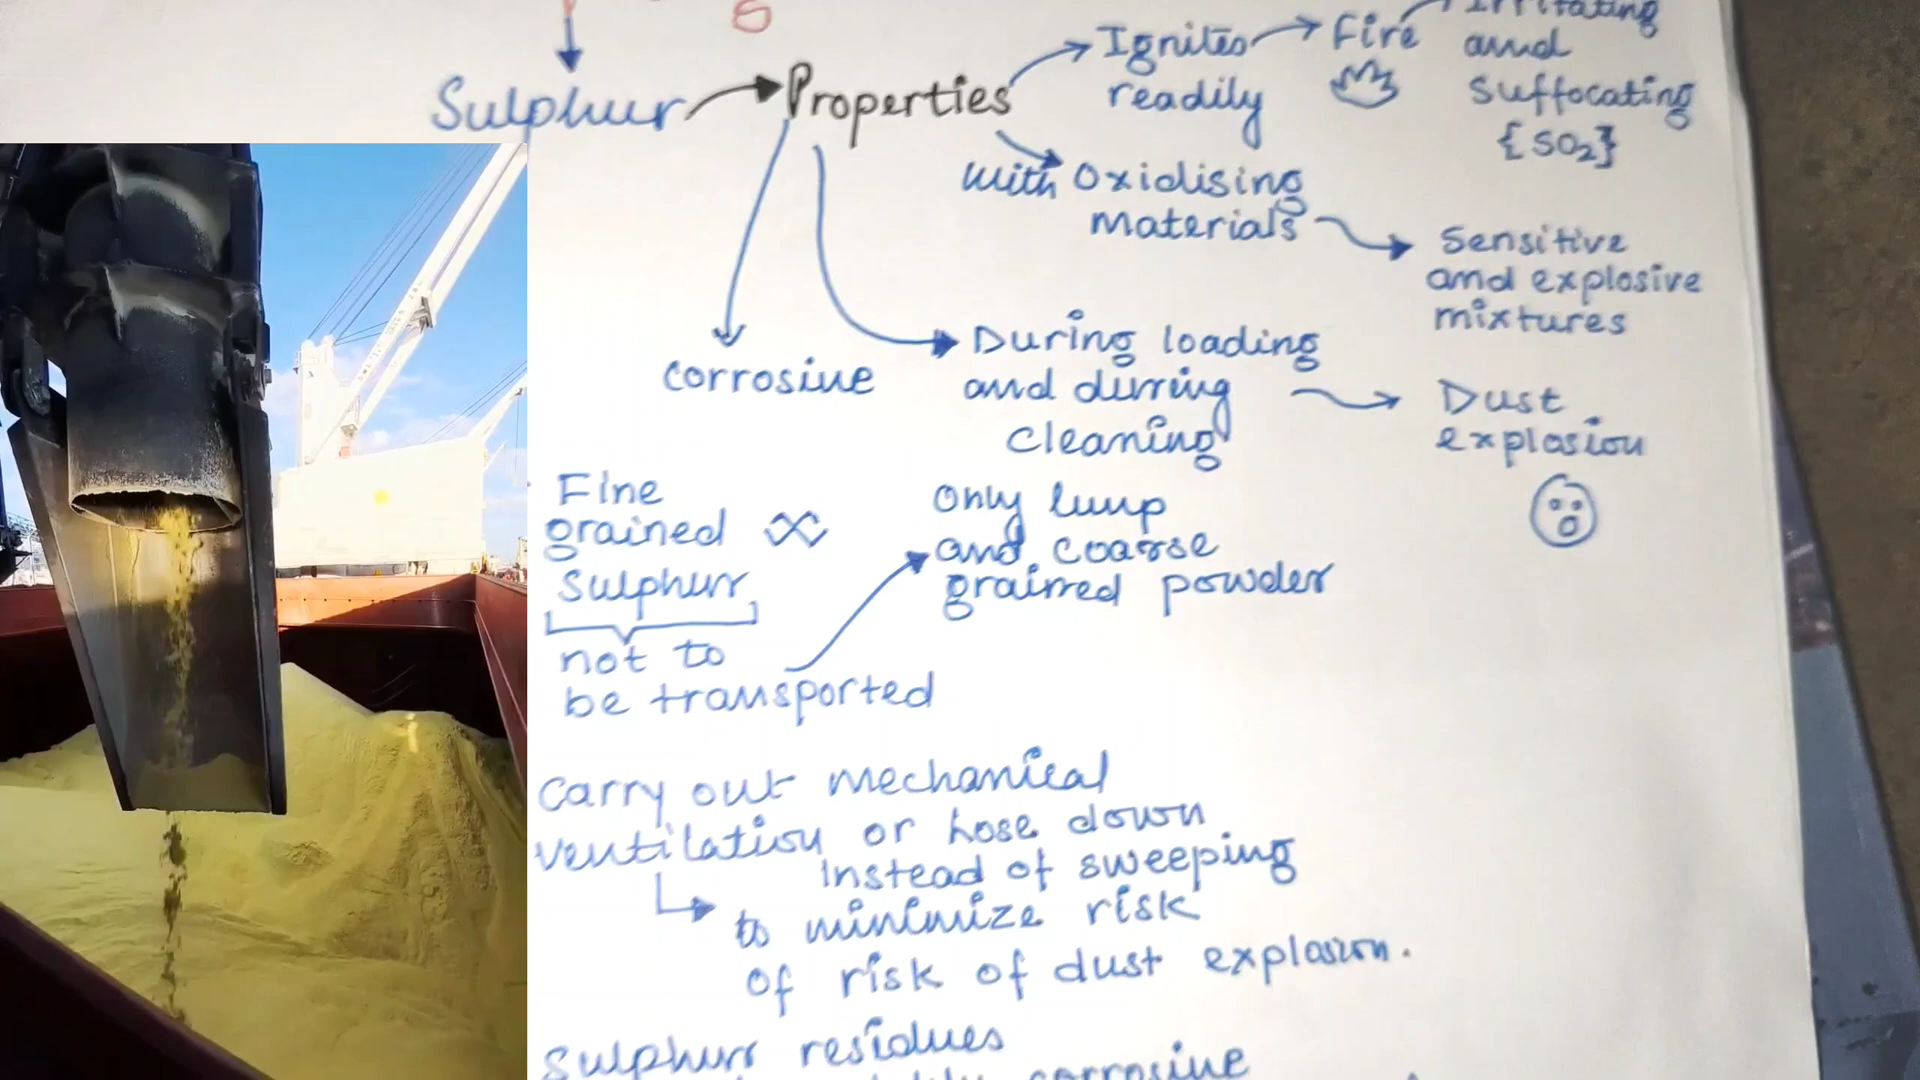 Irritating
and
Suffocating
{SO2}
Sulphur
Properties
Ignites
readily
Fire
with Oxidising
materials
Sensitive
and explosive
mixtures
corrosive
During loading
and during
cleaning
Dust
explosion
Fine
grained
Sulphur
not to
be transported
Only lump
and coarse
grained powder
Carry out mechanical
ventilation or hose down
instead of sweeping
to minimize risk
of risk of dust explosion.
Sulphur residues
corrosive